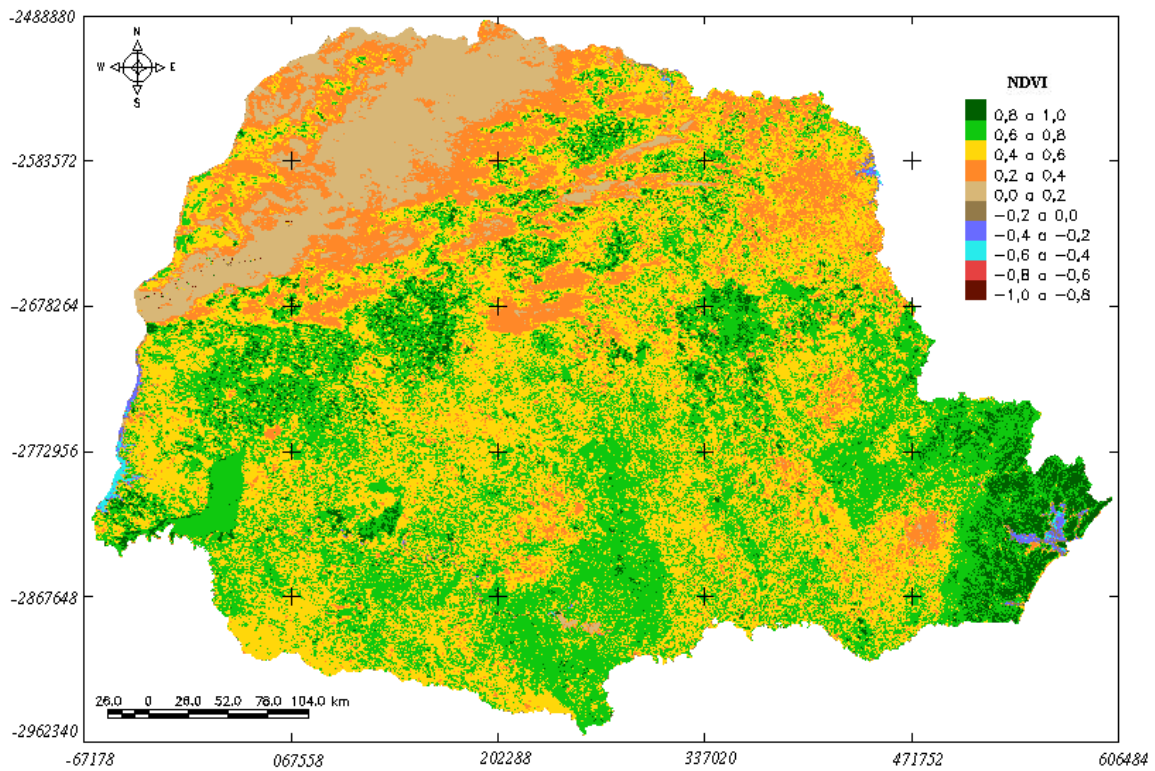 -2488880
N
W E
S
NDVI
0,8 a 1,0
0,6 a 0,8
0,4 a 0,6
-2583572
0,2 a 0,4
0,0 a 0,2
-0,2 a 0,0
-0,4 a -0,2
-0,6 a -0,4
-0,8 a -0,6
-1,0 a -0,8
-2678264
-2772956
-2867648
26.0 0 26.0 52.0 78.0 104.0 km
-2962340
-67178 067558 202288 337020 471752 606484